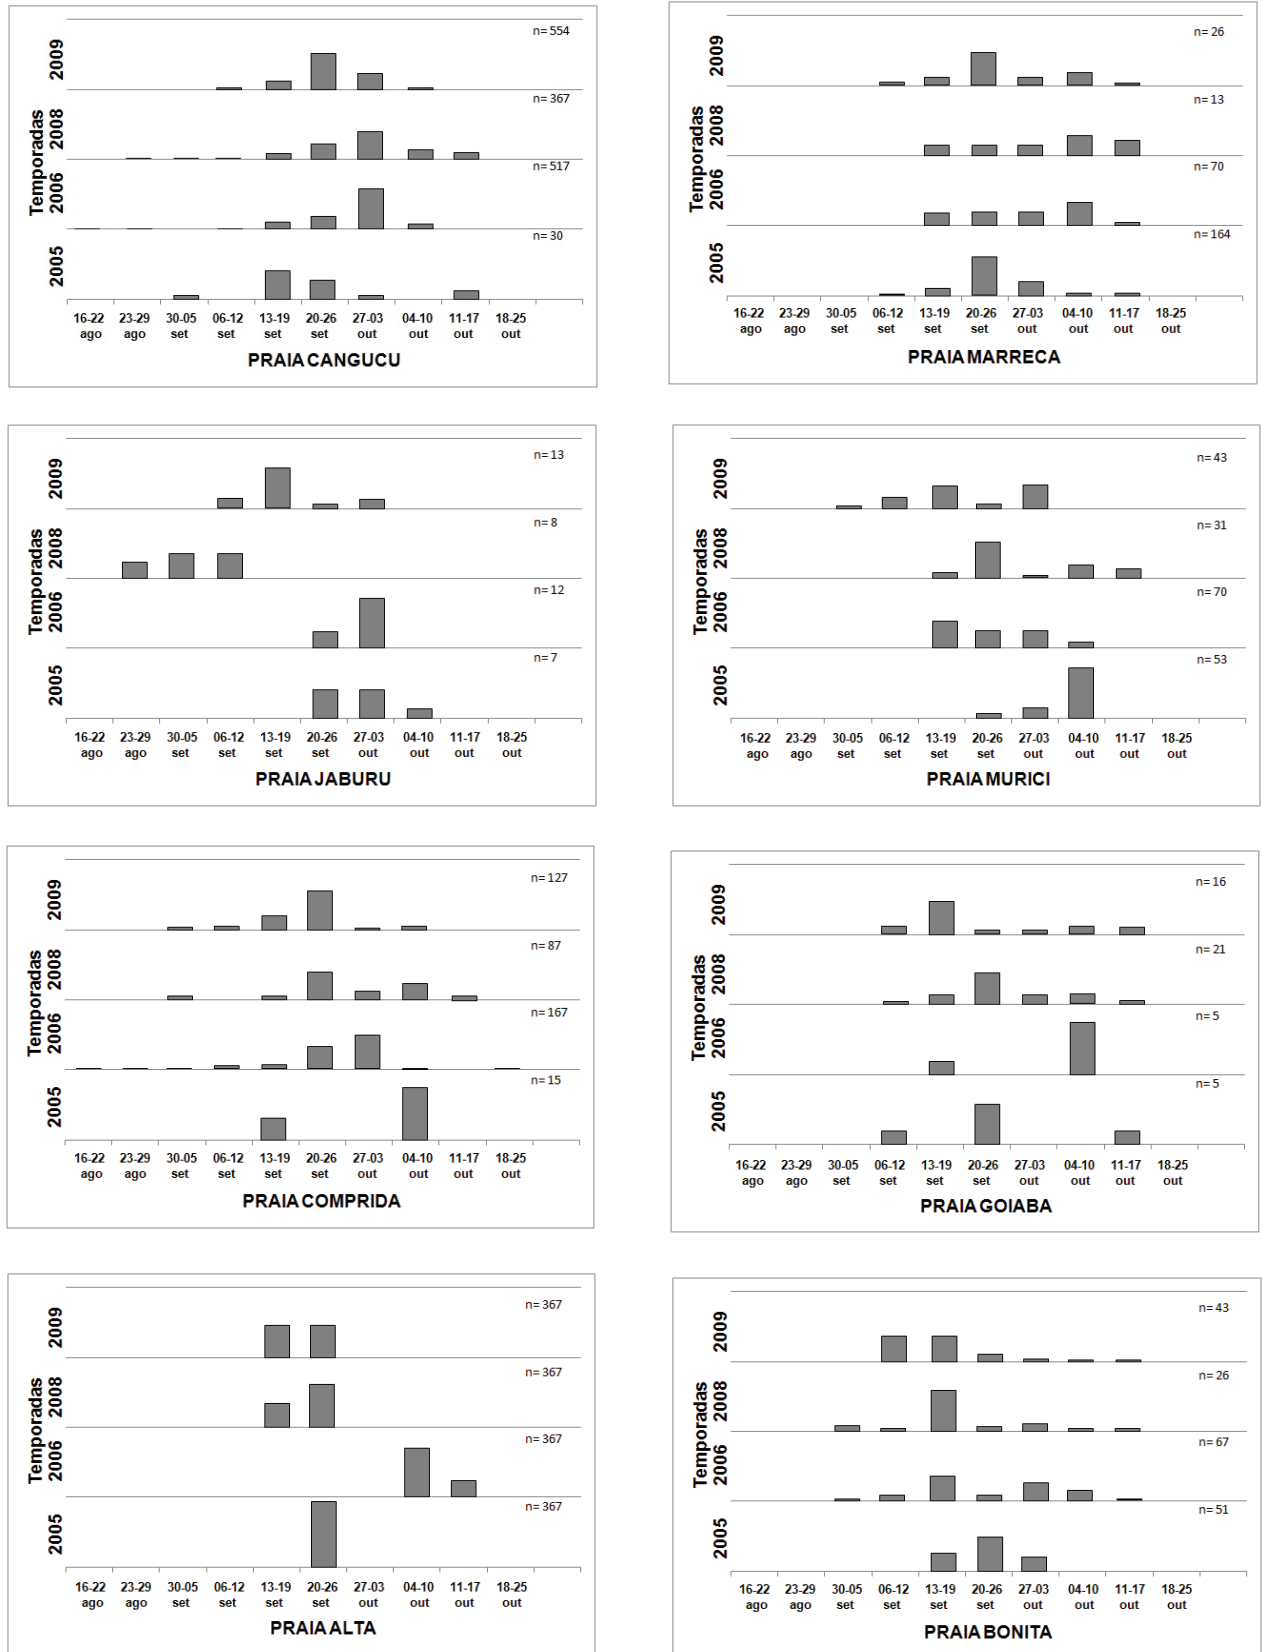 n= 554
2009
n= 367
2008
n= 517
2006
n= 30
2005
Temporadas
16-22 23-29 30-05 06-12 13-19 20-26 27-03 04-10 11-17 18-25
ago ago set set set set out out out out
PRAIA CANGUCU
n= 26
2009
n= 13
2008
n= 70
2006
n= 164
2005
Temporadas
16-22 23-29 30-05 06-12 13-19 20-26 27-03 04-10 11-17 18-25
ago ago set set set set out out out out
PRAIA MARRECA
n= 13
2009
n= 8
2008
n= 12
2006
n= 7
2005
Temporadas
16-22 23-29 30-05 06-12 13-19 20-26 27-03 04-10 11-17 18-25
ago ago set set set set out out out out
PRAIA JABURU
n= 43
2009
n= 31
2008
n= 70
2006
n= 53
2005
Temporadas
16-22 23-29 30-05 06-12 13-19 20-26 27-03 04-10 11-17 18-25
ago ago set set set set out out out out
PRAIA MURICI
n= 127
2009
n= 87
2008
n= 167
2006
n= 15
2005
Temporadas
16-22 23-29 30-05 06-12 13-19 20-26 27-03 04-10 11-17 18-25
ago ago set set set set out out out out
PRAIA COMPRIDA
n= 16
2009
n= 21
2008
n= 5
2006
n= 5
2005
Temporadas
16-22 23-29 30-05 06-12 13-19 20-26 27-03 04-10 11-17 18-25
ago ago set set set set out out out out
PRAIA GOIABA
n= 367
2009
n= 367
2008
n= 367
2006
n= 367
2005
Temporadas
16-22 23-29 30-05 06-12 13-19 20-26 27-03 04-10 11-17 18-25
ago ago set set set set out out out out
PRAIA ALTA
n= 43
2009
n= 26
2008
n= 67
2006
n= 51
2005
Temporadas
16-22 23-29 30-05 06-12 13-19 20-26 27-03 04-10 11-17 18-25
ago ago set set set set out out out out
PRAIA BONITA